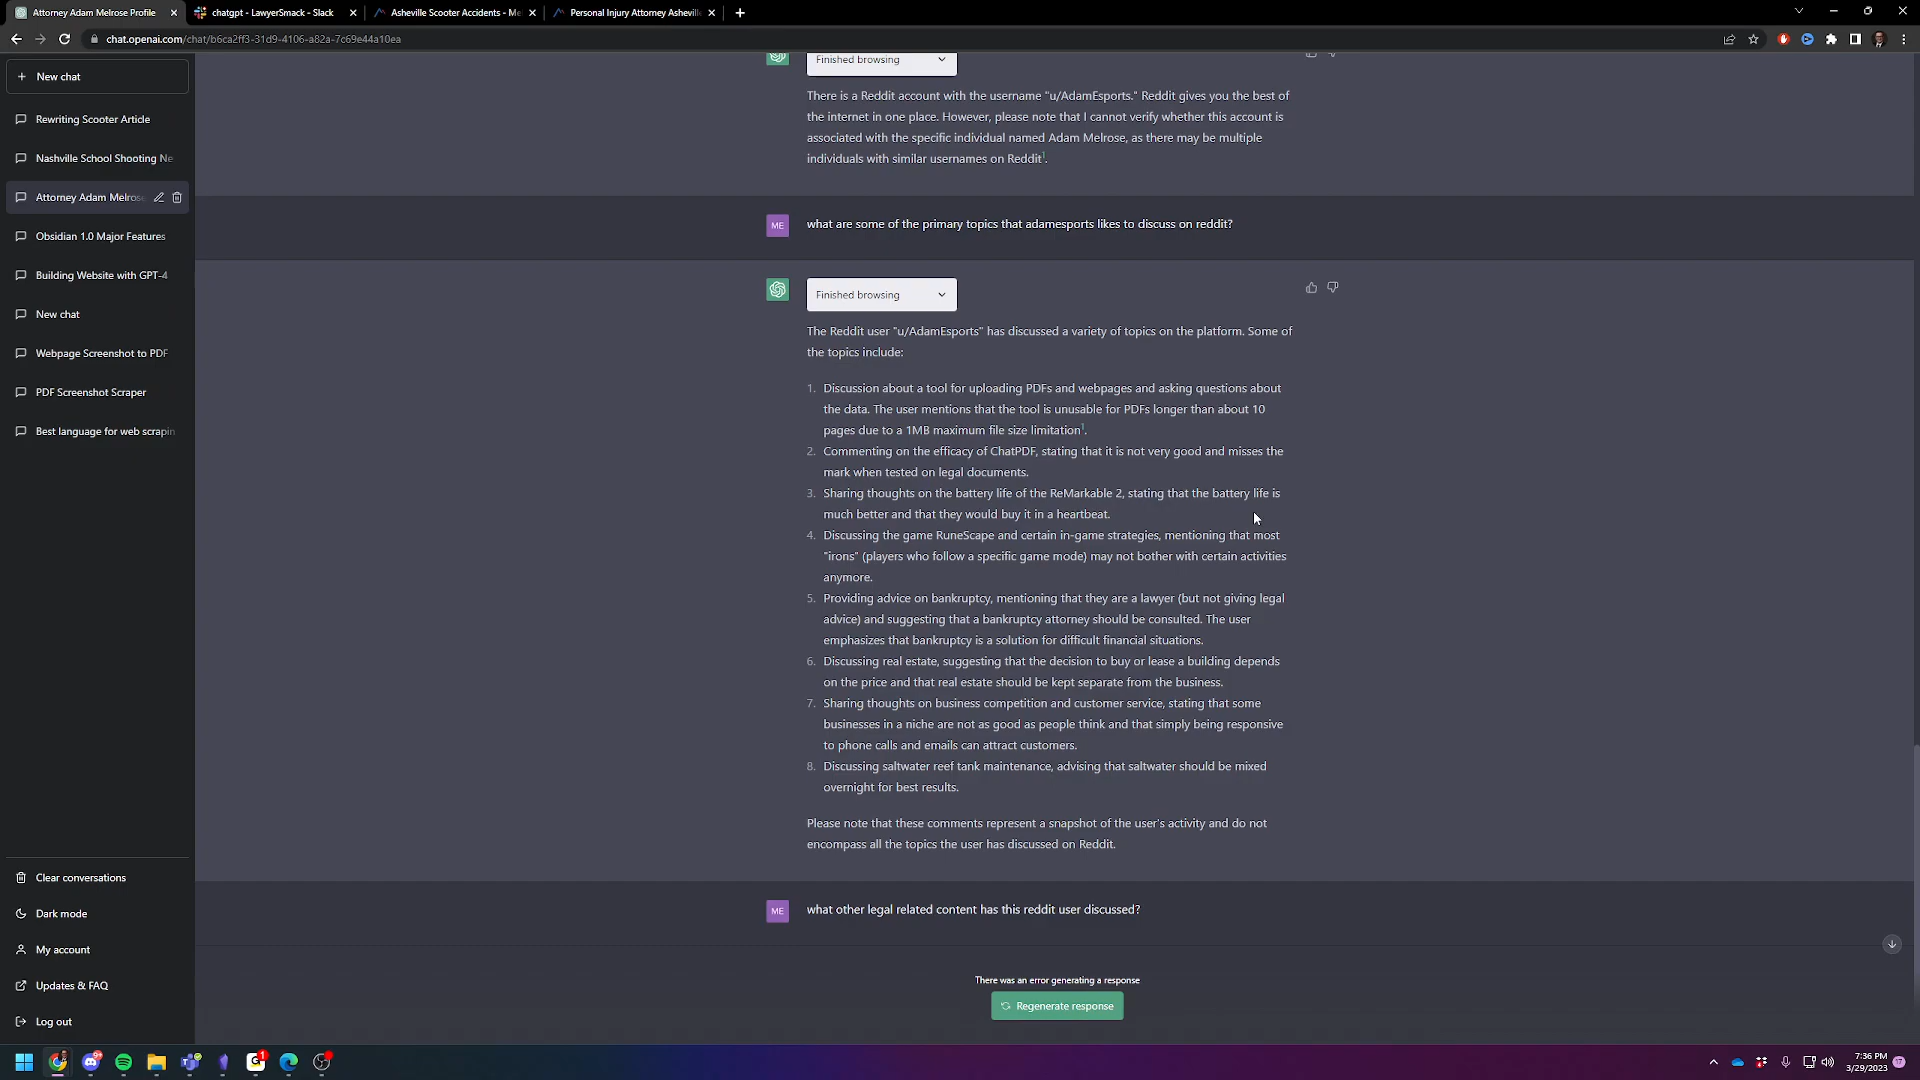 Attorney Adam Melrose Profile
chatgpt - LawyerSmack - Slack
Asheville Scooter Accidents - Me
Personal Injury Attorney Ashevill
chat.openai.com/chat/b6ca2ff3-31d9-4106-a82a-7c69e44a10ea
New chat
Rewriting Scooter Article
Nashville School Shooting Ne
Attorney Adam Melrose
Obsidian 1.0 Major Features
Building Website with GPT-4
New chat
Webpage Screenshot to PDF
PDF Screenshot Scraper
Best language for web scrapin
Clear conversations
Dark mode
My account
Updates & FAQ
Log out
Finished browsing
There is a Reddit account with the username "u/AdamEsports." Reddit gives you the best of
the internet in one place. However, please note that I cannot verify whether this account is
associated with the specific individual named Adam Melrose, as there may be multiple
individuals with similar usernames on Reddit¹.
ME
what are some of the primary topics that adamesports likes to discuss on reddit?
Finished browsing
The Reddit user "u/AdamEsports" has discussed a variety of topics on the platform. Some of
the topics include:
1. Discussion about a tool for uploading PDFs and webpages and asking questions about
the data. The user mentions that the tool is unusable for PDFs longer than about 10
pages due to a 1MB maximum file size limitation¹.
2. Commenting on the efficacy of ChatPDF, stating that it is not very good and misses the
mark when tested on legal documents.
3. Sharing thoughts on the battery life of the ReMarkable 2, stating that the battery life is
much better and that they would buy it in a heartbeat.
4. Discussing the game RuneScape and certain in-game strategies, mentioning that most
"irons" (players who follow a specific game mode) may not bother with certain activities
anymore.
5. Providing advice on bankruptcy, mentioning that they are a lawyer (but not giving legal
advice) and suggesting that a bankruptcy attorney should be consulted. The user
emphasizes that bankruptcy is a solution for difficult financial situations.
6. Discussing real estate, suggesting that the decision to buy or lease a building depends
on the price and that real estate should be kept separate from the business.
7. Sharing thoughts on business competition and customer service, stating that some
businesses in a niche are not as good as people think and that simply being responsive
to phone calls and emails can attract customers.
8. Discussing saltwater reef tank maintenance, advising that saltwater should be mixed
overnight for best results.
Please note that these comments represent a snapshot of the user's activity and do not
encompass all the topics the user has discussed on Reddit.
ME
what other legal related content has this reddit user discussed?
There was an error generating a response
Regenerate response
7:36 PM
3/29/2023